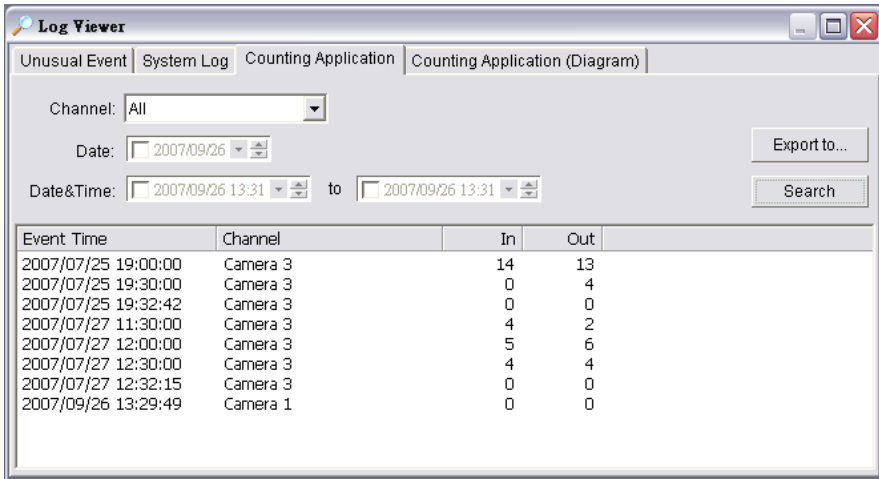 Log Viewer
Unusual Event System Log Counting Application Counting Application (Diagram)
Channel: All
Date: 2007/09/26
Export to...
Date&Time: 2007/09/26 13:31 to 2007/09/26 13:31
Search
Event Time Channel In Out
2007/07/25 19:00:00 Camera 3 14 13
2007/07/25 19:30:00 Camera 3 0 4
2007/07/25 19:32:42 Camera 3 0 0
2007/07/27 11:30:00 Camera 3 4 2
2007/07/27 12:00:00 Camera 3 5 6
2007/07/27 12:30:00 Camera 3 4 4
2007/07/27 12:32:15 Camera 3 0 0
2007/09/26 13:29:49 Camera 1 0 0